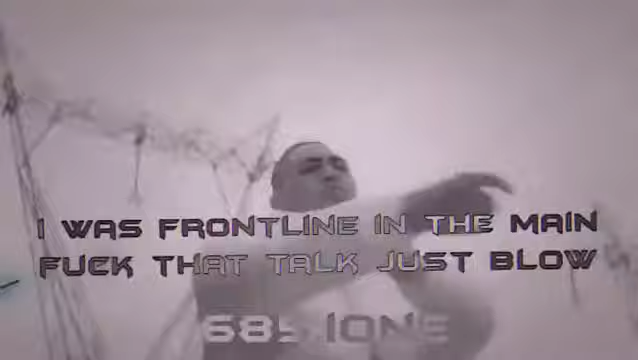 I WAS FRONTLINE IN THE MAIN
FUCK THAT TALK JUST BLOW